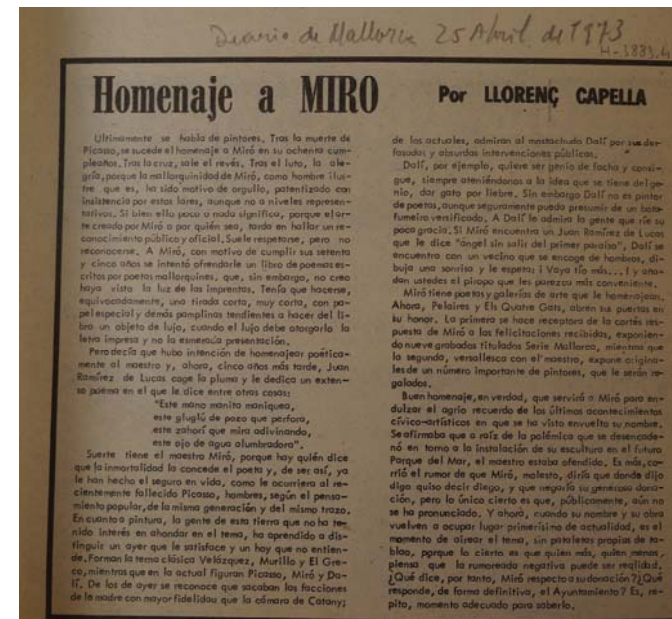 Diario de Mallorca 25 Abril de 1973
H-3883.4
Homenaje a MIRO
Por LLORENÇ CAPELLA
Ultimamente se habla de pintores. Tras la muerte de
Picasso, se sucede el homenaje a Miró en su ochenta cum-
pleaños. Tras la cruz, sale el revés. Tras el luto, la ale-
gría, porque la mallorquinidad de Miró, como hombre ilus-
tre que es, ha sido motivo de orgullo, patentizado con
insistencia por estos lares, aunque no a niveles represen-
tativos. Si bien ello poco o nada significa, porque el ar-
te creado por Miró o por quién sea, tarda en hallar un re-
conocimiento público y oficial. Suele respetarse, pero no
reconocerse. A Miró, con motivo de cumplir sus setenta
y cinco años se intentó ofrendarle un libro de poemas es-
critos por poetas mallorquines, que, sin embargo, no creo
haya visto la luz de las imprentas. Tenía que hacerse,
equivocadamente, una tirada corta, muy corta, con pa-
pel especial y demás pamplinas tendientes a hacer del li-
bro un objeto de lujo, cuando el lujo debe otorgarlo la
letra impresa y no la esmerada presentación.
Pero decía que hubo intención de homenajear poética-
mente al maestro y, ahora, cinco años más tarde, Juan
Ramírez de Lucas coge la pluma y le dedica un exten-
so poema en el que le dice entre otras cosas:
"Este mano manito maniqueo,
este gluglú de pozo que perfora,
este zahorí que mira adivinando,
este ojo de agua alumbradora".
Suerte tiene el maestro Miró, porque hay quién dice
que la inmortalidad la concede el poeta y, de ser así, ya
le han hecho el seguro en vida, como le ocurriera al re-
cientemente fallecido Picasso, hombres, según el pensa-
miento popular, de la misma generación y del mismo trazo.
En cuanto a pintura, la gente de esta tierra que no ha te-
nido interés en ahondar en el tema, ha aprendido a dis-
tinguir un ayer que le satisface y un hoy que no entien-
de. Forman la terna clásica Velázquez, Murillo y El Gre-
co, mientras que en la actual figuran Picasso, Miró y Da-
lí. De los de ayer se reconoce que sacaban las facciones
de la madre con mayor fidelidad que la cámara de Catany;
de los actuales, admiran al mostachudo Dalí por sus des-
fasadas y absurdas intervenciones públicas.
Dalí, por ejemplo, quiere ser genio de facha y consi-
gue, siempre ateniéndonos a la idea que se tiene del ge-
nio, dar gato por liebre. Sin embargo Dalí no es pintor
de poetas, aunque seguramente pueda presumir de un bota-
fumeiro versificado. A Dalí le admira la gente que ríe su
poca gracia. Si Miró encuentra un Juan Ramírez de Lucas
que le dice "ángel sin salir del primer paraíso", Dalí se
encuentra con un vecino que se encoge de hombros, di-
buja una sonrisa y le espeta: ¡Vaya tío más...! y aña-
dan ustedes el piropo que les parezca más conveniente.
Miró tiene poetas y galerías de arte que le homenajean.
Ahora, Pelaires y Els Quatre Gats, abren sus puertas en
su honor. La primera se hace receptora de la cortés res-
puesta de Miró a las felicitaciones recibidas, exponien-
do nueve grabados titulados Serie Mallorca, mientras que
la segunda, versallesca con el maestro, expone origina-
les de un número importante de pintores, que le serán re-
galados.
Buen homenaje, en verdad, que servirá a Miró para en-
dulzar el agrio recuerdo de los últimos acontecimientos
cívico-artísticos en que se ha visto envuelto su nombre.
Se afirmaba que a raíz de la polémica que se desencade-
nó en torno a la instalación de su escultura en el futuro
Parque del Mar, el maestro estaba ofendido. Es más, co-
rrió el rumor de que Miró, molesto, diría que donde dijo
digo quiso decir diego, y que negaría su generosa dona-
ción, pero lo único cierto es que, públicamente, aún no
se ha pronunciado. Y ahora, cuando su nombre y su obra
vuelven a ocupar lugar primerísimo de actualidad, es el
momento de airear el tema, sin pataletas propias de ta-
blao, porque lo cierto es que quien más, quien menos,
piensa que la rumoreada negativa puede ser realidad.
¿Qué dice, por tanto, Miró respecto a su donación? ¿Qué
responde, de forma definitiva, el Ayuntamiento? Es, re-
pito, momento adecuado para saberlo.